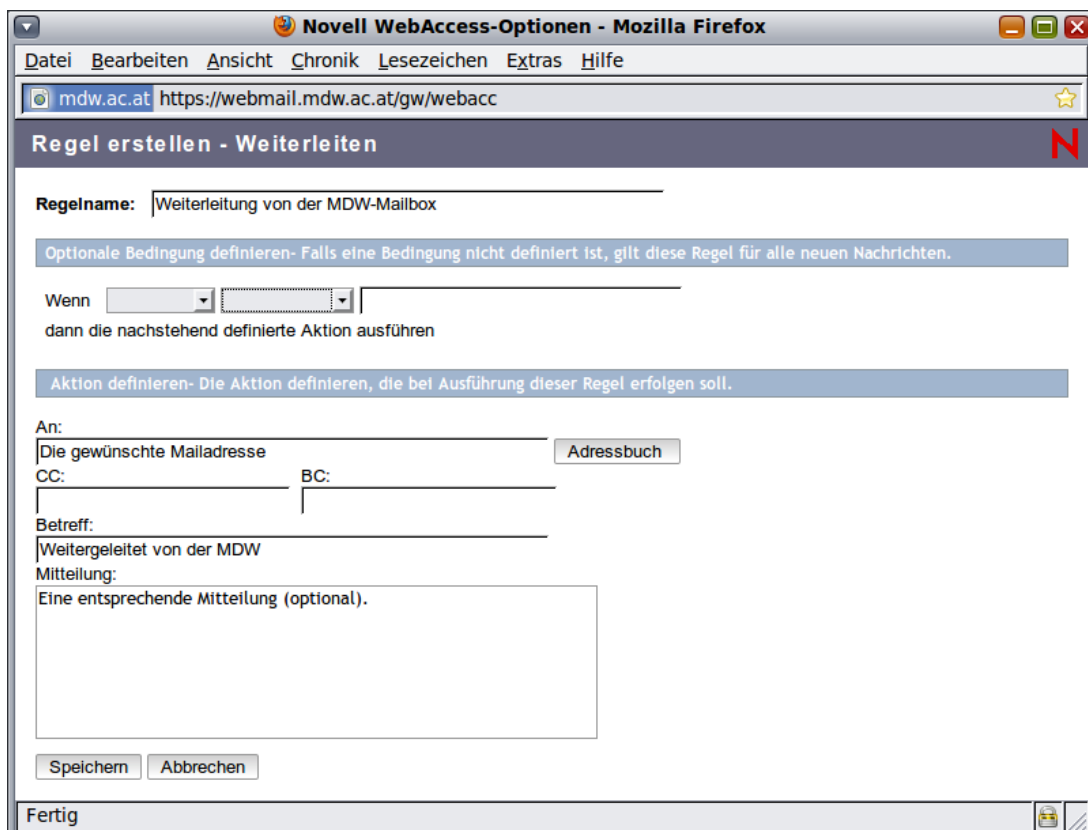 Novell WebAccess-Optionen - Mozilla Firefox
Datei Bearbeiten Ansicht Chronik Lesezeichen Extras Hilfe
mdw.ac.at https://webmail.mdw.ac.at/gw/webacc
Regel erstellen - Weiterleiten N
Regelname: Weiterleitung von der MDW-Mailbox
Optionale Bedingung definieren- Falls eine Bedingung nicht definiert ist, gilt diese Regel für alle neuen Nachrichten.
Wenn
dann die nachstehend definierte Aktion ausführen
Aktion definieren- Die Aktion definieren, die bei Ausführung dieser Regel erfolgen soll.
An:
Die gewünschte Mailadresse Adressbuch
CC: BC:
Betreff:
Weitergeleitet von der MDW
Mitteilung:
Eine entsprechende Mitteilung (optional).
Speichern Abbrechen
Fertig